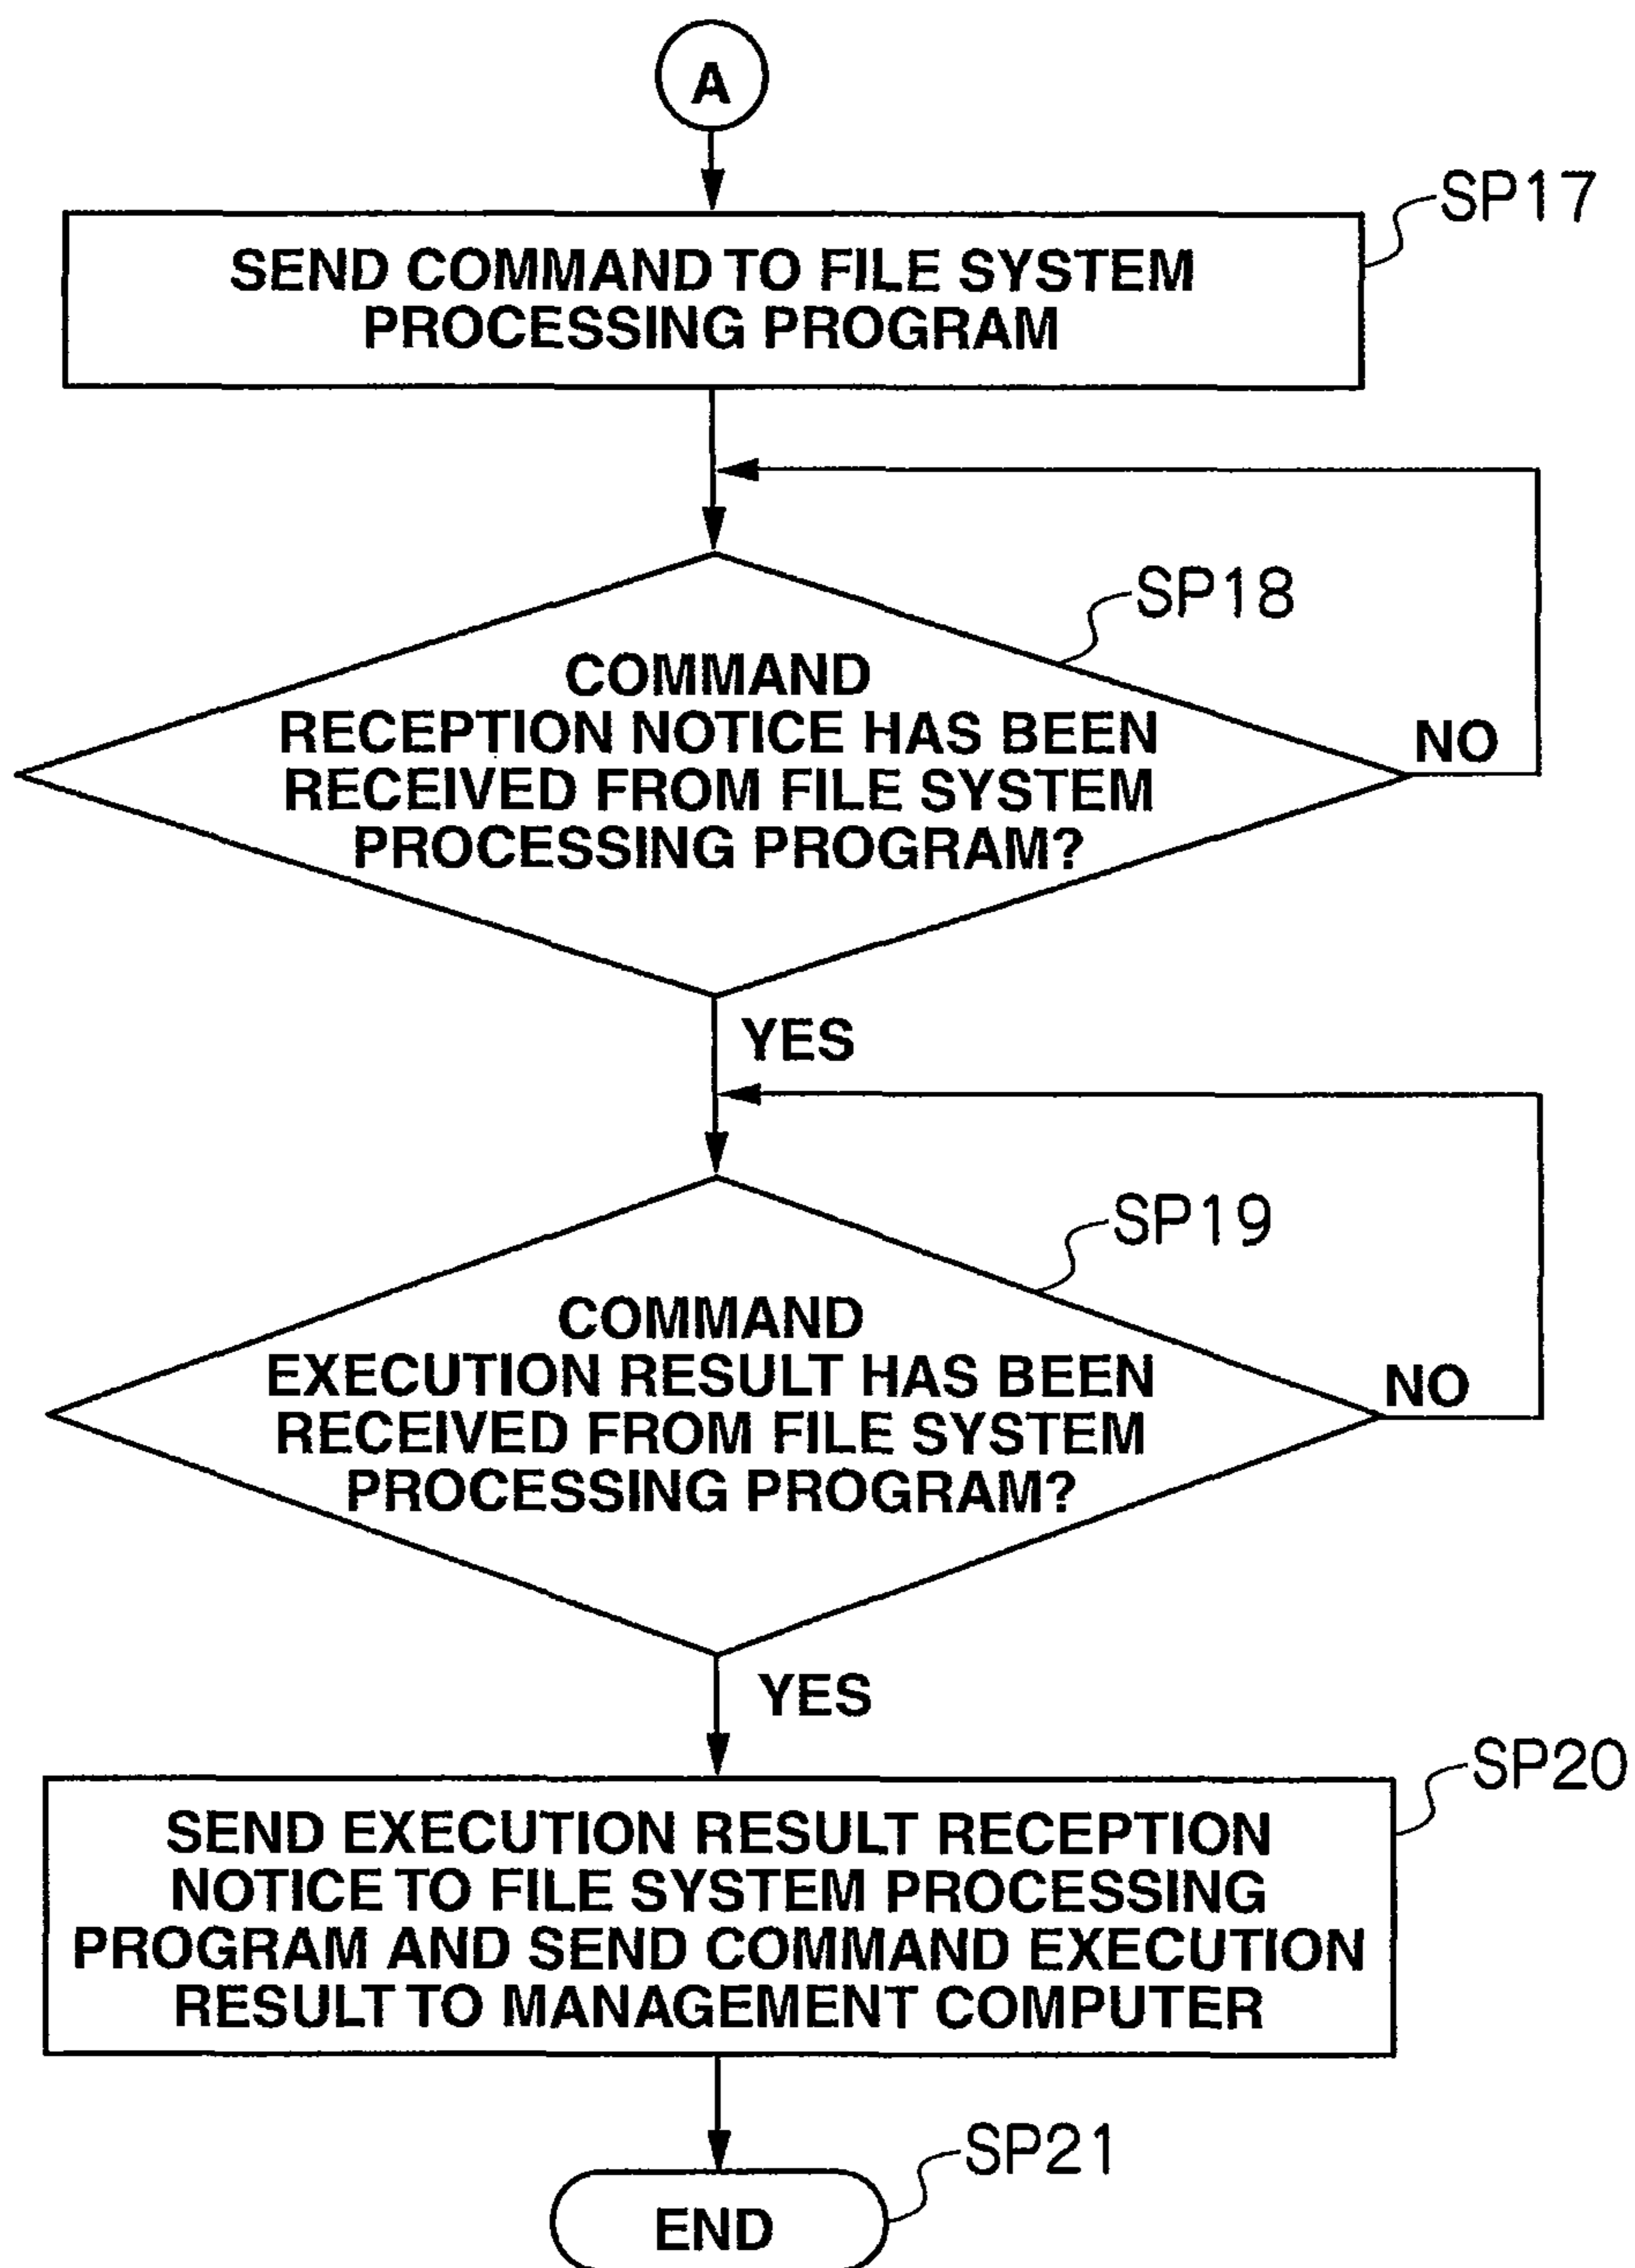 A
SP17
SEND COMMAND TO FILE SYSTEM
PROCESSING PROGRAM
SP18
COMMAND
RECEPTION NOTICE HAS BEEN
RECEIVED FROM FILE SYSTEM
PROCESSING PROGRAM?
NO
YES
SP19
COMMAND
EXECUTION RESULT HAS BEEN
RECEIVED FROM FILE SYSTEM
PROCESSING PROGRAM?
NO
YES
SP20
SEND EXECUTION RESULT RECEPTION
NOTICE TO FILE SYSTEM PROCESSING
PROGRAM AND SEND COMMAND EXECUTION
RESULT TO MANAGEMENT COMPUTER
SP21
END